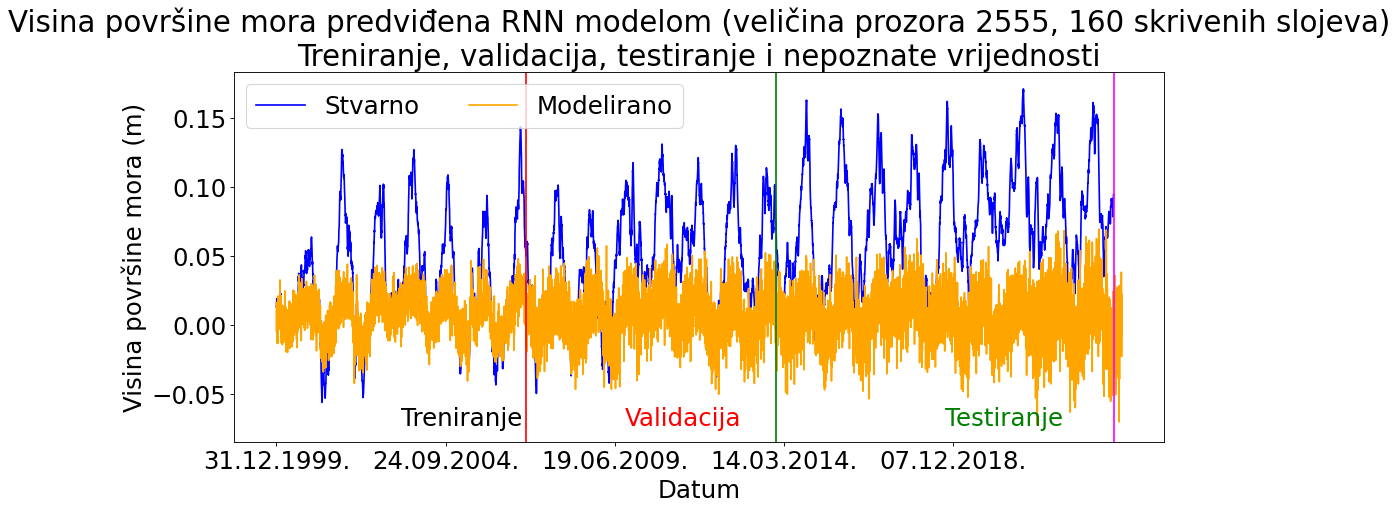 Visina površine mora predviđena RNN modelom (veličina prozora 2555, 160 skrivenih slojeva)
Treniranje, validacija, testiranje i nepoznate vrijednosti
Stvarno
Modelirano
Visina površine mora (m)
0.15
0.10
0.05
0.00
−0.05
Treniranje
Validacija
Testiranje
31.12.1999.
24.09.2004.
19.06.2009.
14.03.2014.
07.12.2018.
Datum